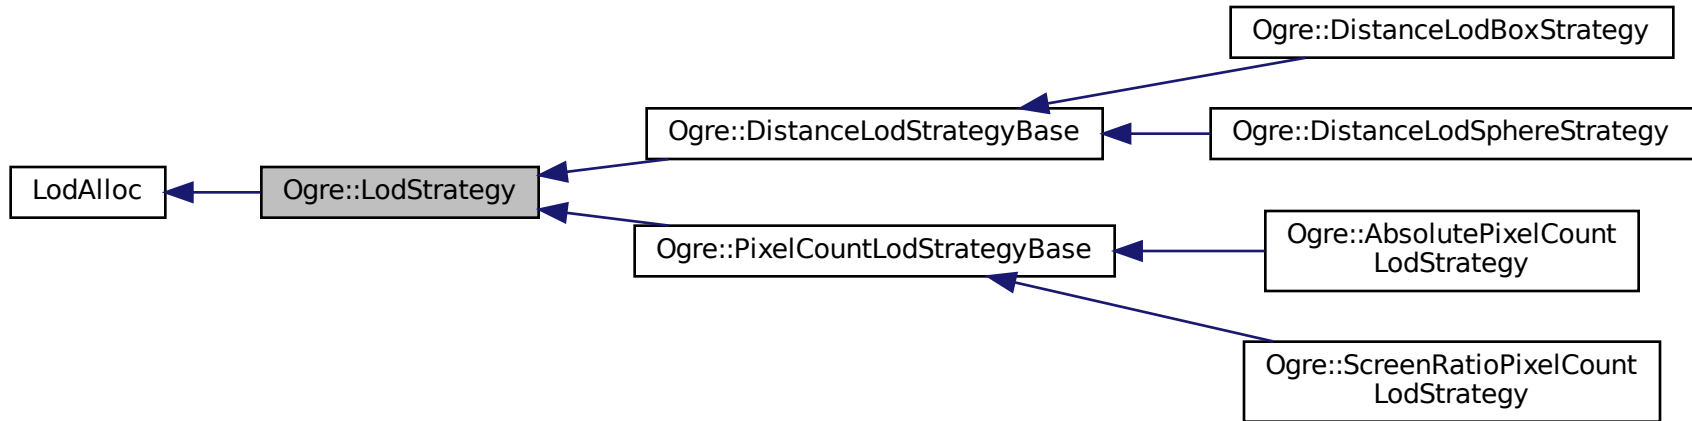 Ogre::DistanceLodBoxStrategy
Ogre::DistanceLodStrategyBase
Ogre::DistanceLodSphereStrategy
LodAlloc
Ogre::LodStrategy
Ogre::PixelCountLodStrategyBase
Ogre::AbsolutePixelCount
LodStrategy
Ogre::ScreenRatioPixelCount
LodStrategy